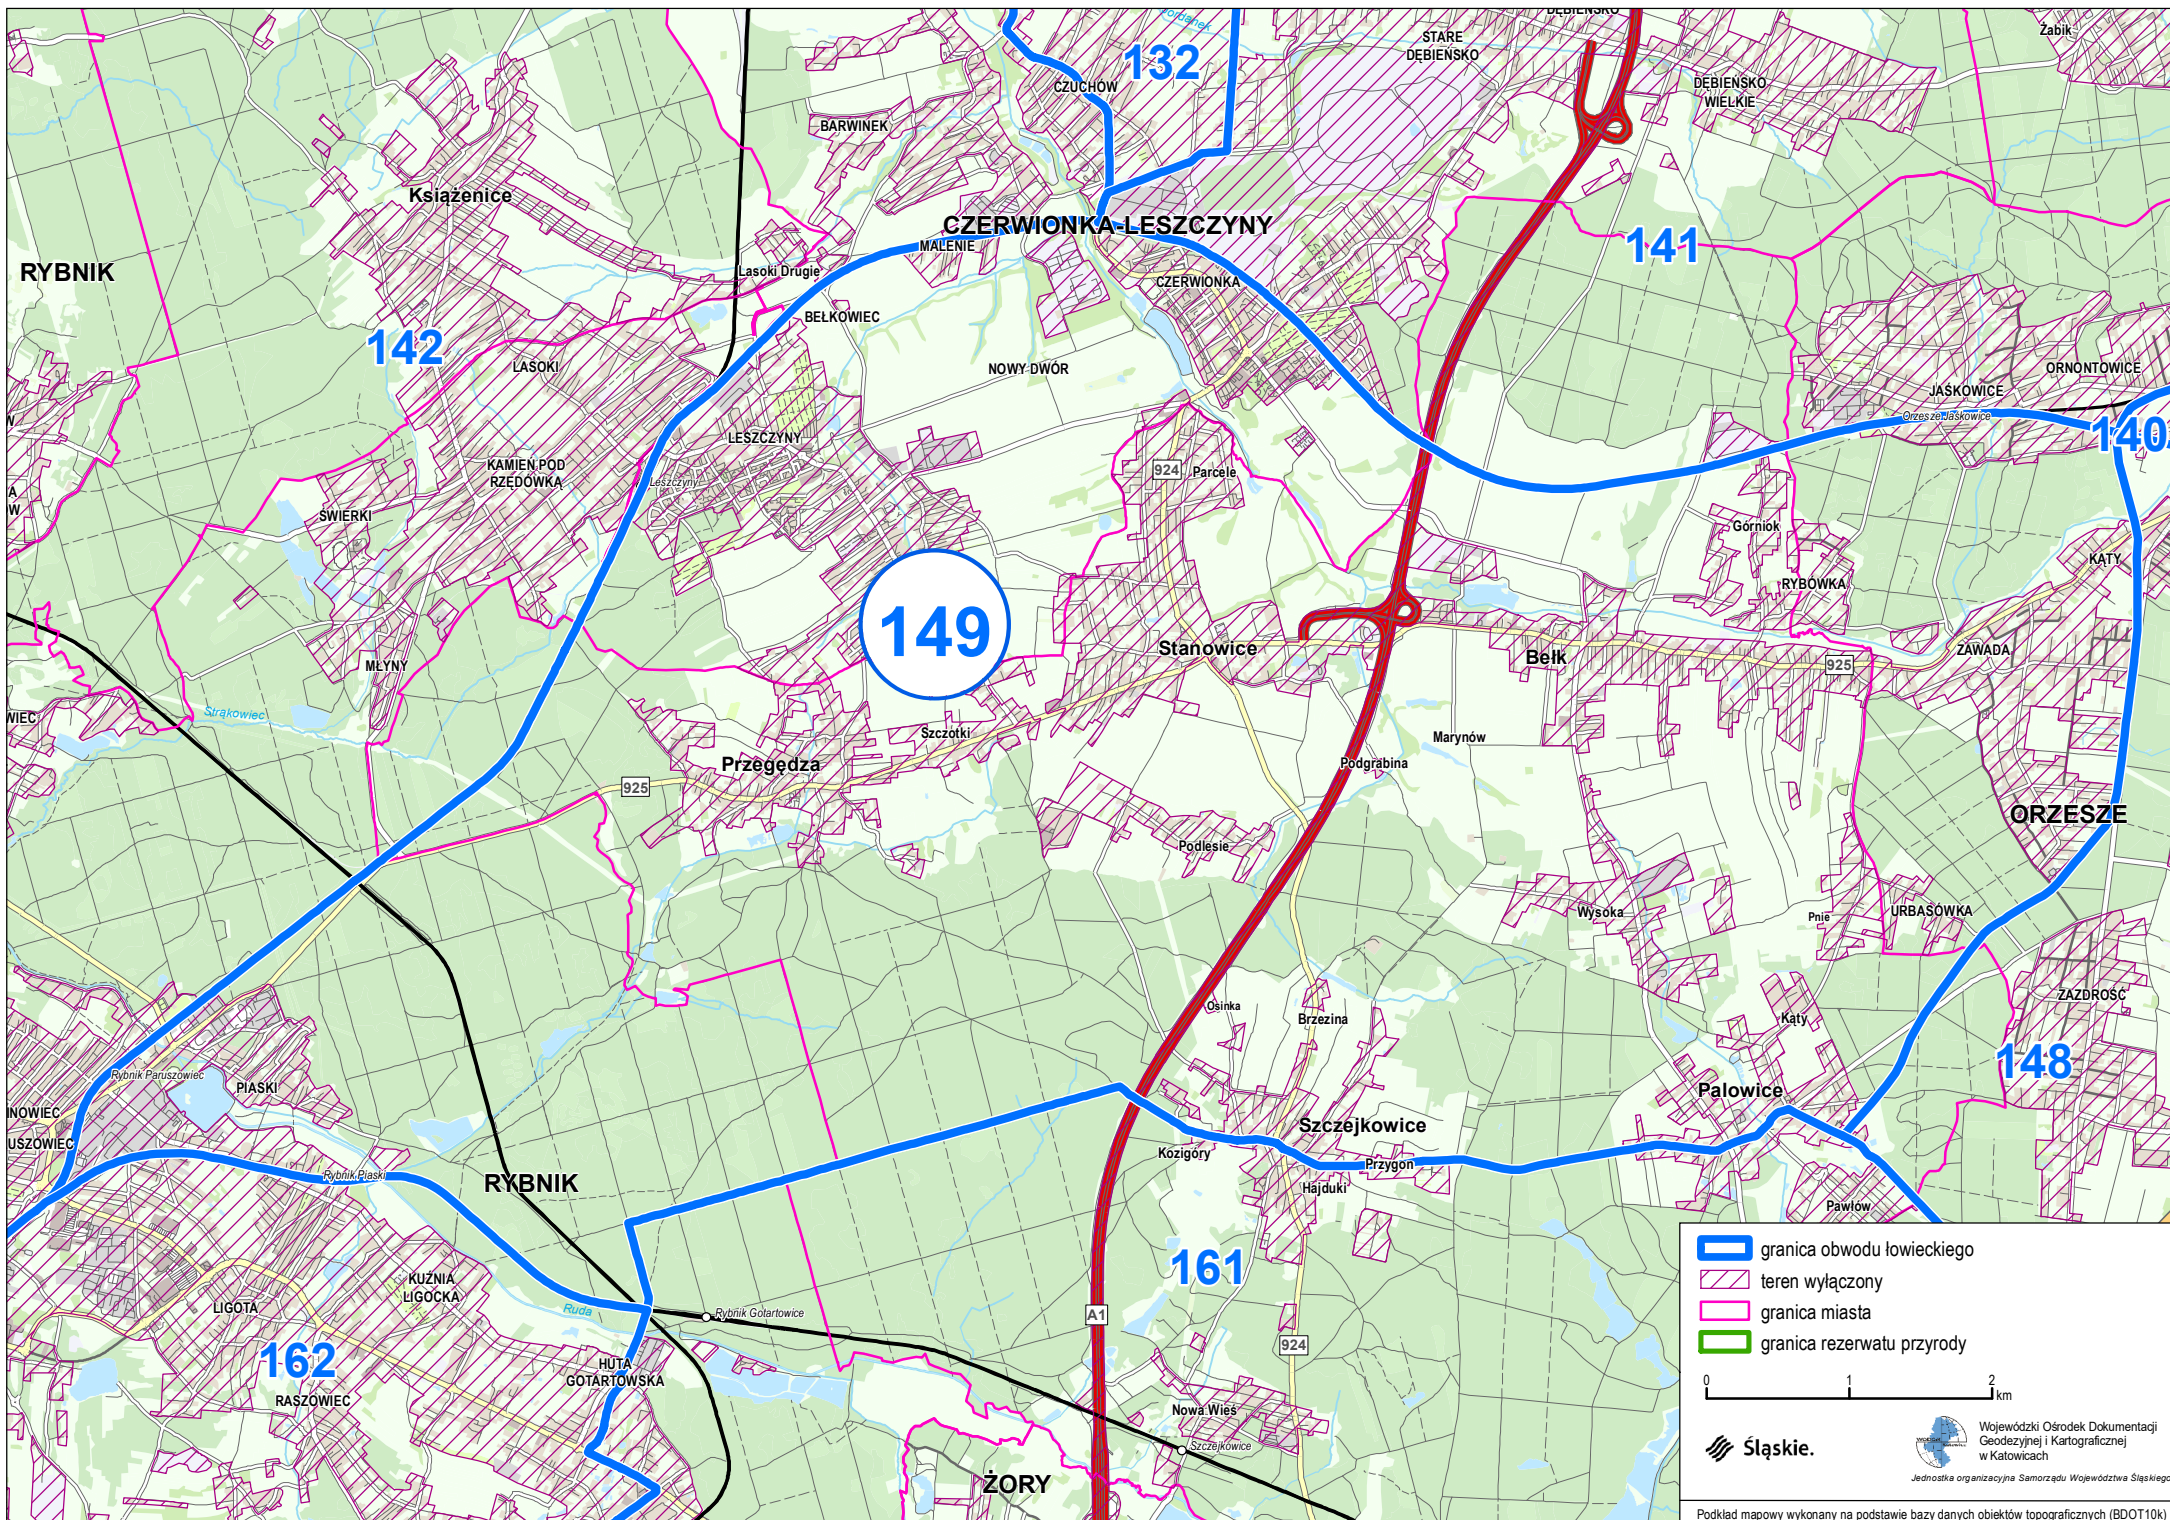 Jordanek
DĘBIEŃSKO
STARE
DĘBIEŃSKO
Żabik
132
CZUCHÓW
DĘBIEŃSKO
WIELKIE
BARWINEK
Książenice
CZERWIONKA-LESZCZYNY
MALENIE
141
RYBNIK
Lasoki Drugie
CZERWIONKA
BEŁKOWIEC
142
LASOKI
NOWY DWÓR
ORNONTOWICE
JAŚKOWICE
Orzesze Jaśkowice
140
LESZCZYNY
KAMIEŃ POD
RZĘDÓWKĄ
Leszczyny
924
Parcele
ŚWIERKI
Górniok
KĄTY
RYBÓWKA
149
Stanowice
Bełk
ZAWADA
925
MŁYNY
Strąkowiec
WIEC
Szczotki
Marynów
Przegędza
Podgrabina
925
ORZESZE
Podlesie
Wysoka
Pnie
URBASÓWKA
ZAZDROŚĆ
Osinka
Brzezina
Kąty
148
Rybnik Paruszowiec
PIASKI
Palowice
INOWIEC
USZOWIEC
Szczejkowice
Kozigóry
Przygon
Rybnik Piaski
RYBNIK
Hajduki
Pawłów
161
KUŹNIA
LIGOCKA
LIGOTA
Ruda
Rybnik Gotartowice
A1
924
162
HUTA
GOTARTOWSKA
RASZOWIEC
Nowa Wieś
Szczejkowice
ŻORY
granica obwodu łowieckiego
teren wyłączony
granica miasta
granica rezerwatu przyrody
0 1 2
km
Śląskie.
Wojewódzki Ośrodek Dokumentacji
Geodezyjnej i Kartograficznej
w Katowicach
Jednostka organizacyjna Samorządu Województwa Śląskiego
Podkład mapowy wykonany na podstawie bazy danych obiektów topograficznych (BDOT10k)